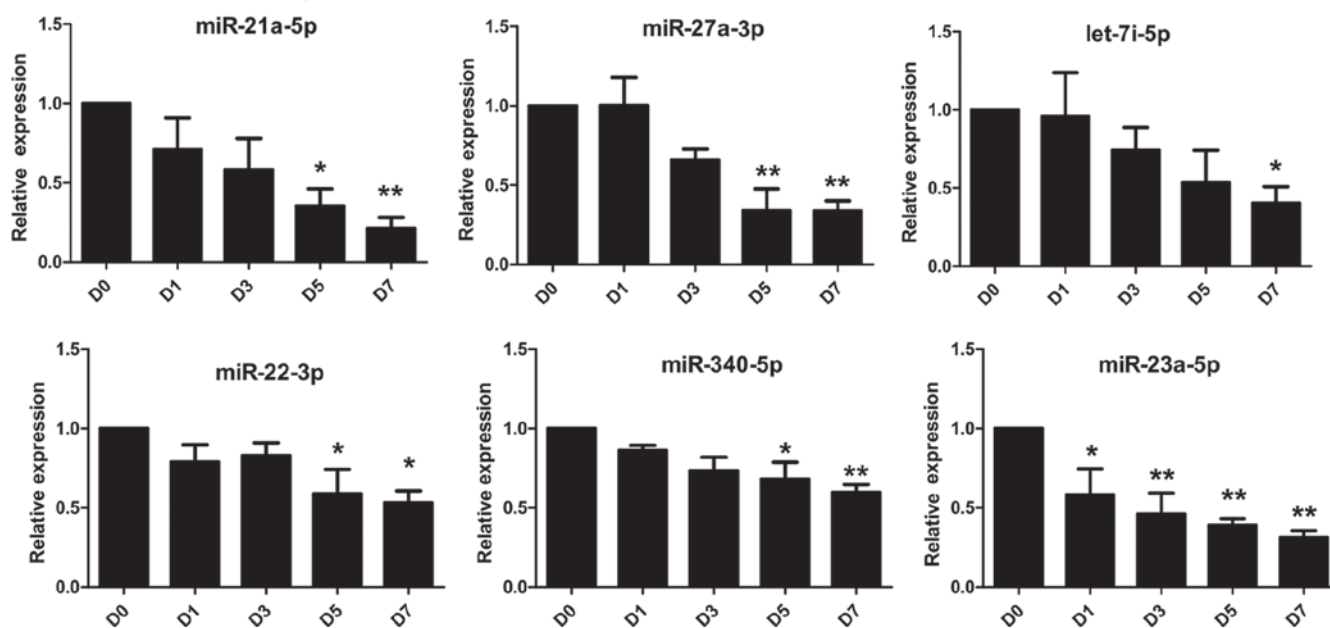 miR-21a-5p
Relative expression
1.5
1.0
0.5
0.0
*
**
D0 D1 D3 D5 D7
miR-27a-3p
Relative expression
1.5
1.0
0.5
0.0
**
**
D0 D1 D3 D5 D7
let-7i-5p
Relative expression
1.5
1.0
0.5
0.0
*
D0 D1 D3 D5 D7
miR-22-3p
Relative expression
1.5
1.0
0.5
0.0
*
*
D0 D1 D3 D5 D7
miR-340-5p
Relative expression
1.5
1.0
0.5
0.0
*
**
D0 D1 D3 D5 D7
miR-23a-5p
Relative expression
1.5
1.0
0.5
0.0
*
**
**
**
D0 D1 D3 D5 D7